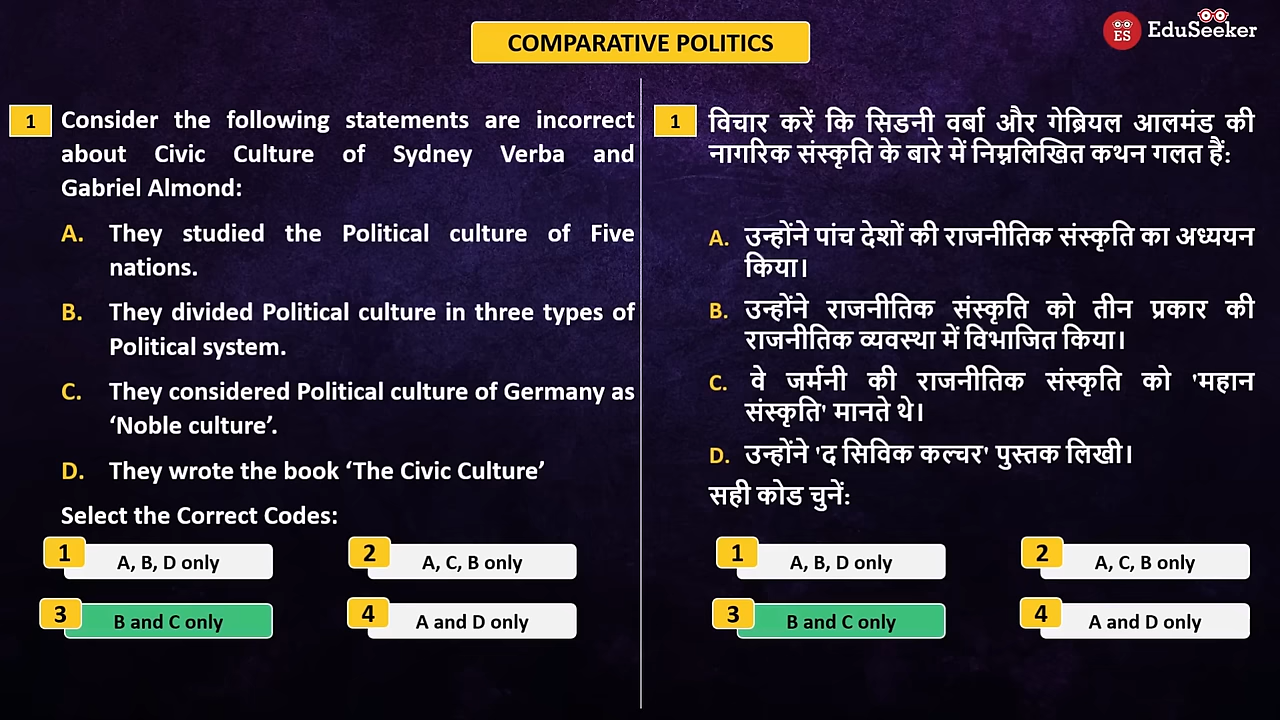 COMPARATIVE POLITICS
ES
EduSeeker
1
Consider the following statements are incorrect
about Civic Culture of Sydney Verba and
Gabriel Almond:
A. They studied the Political culture of Five
nations.
B. They divided Political culture in three types of
Political system.
C. They considered Political culture of Germany as
‘Noble culture’.
D. They wrote the book ‘The Civic Culture’
Select the Correct Codes:
1 A, B, D only
2 A, C, B only
3 B and C only
4 A and D only
1
विचार करें कि सिडनी वर्बा और गेब्रियल आलमंड की
नागरिक संस्कृति के बारे में निम्नलिखित कथन गलत हैं:
A. उन्होंने पांच देशों की राजनीतिक संस्कृति का अध्ययन
किया।
B. उन्होंने राजनीतिक संस्कृति को तीन प्रकार की
राजनीतिक व्यवस्था में विभाजित किया।
C. वे जर्मनी की राजनीतिक संस्कृति को 'महान
संस्कृति' मानते थे।
D. उन्होंने 'द सिविक कल्चर' पुस्तक लिखी।
सही कोड चुनें:
1 A, B, D only
2 A, C, B only
3 B and C only
4 A and D only